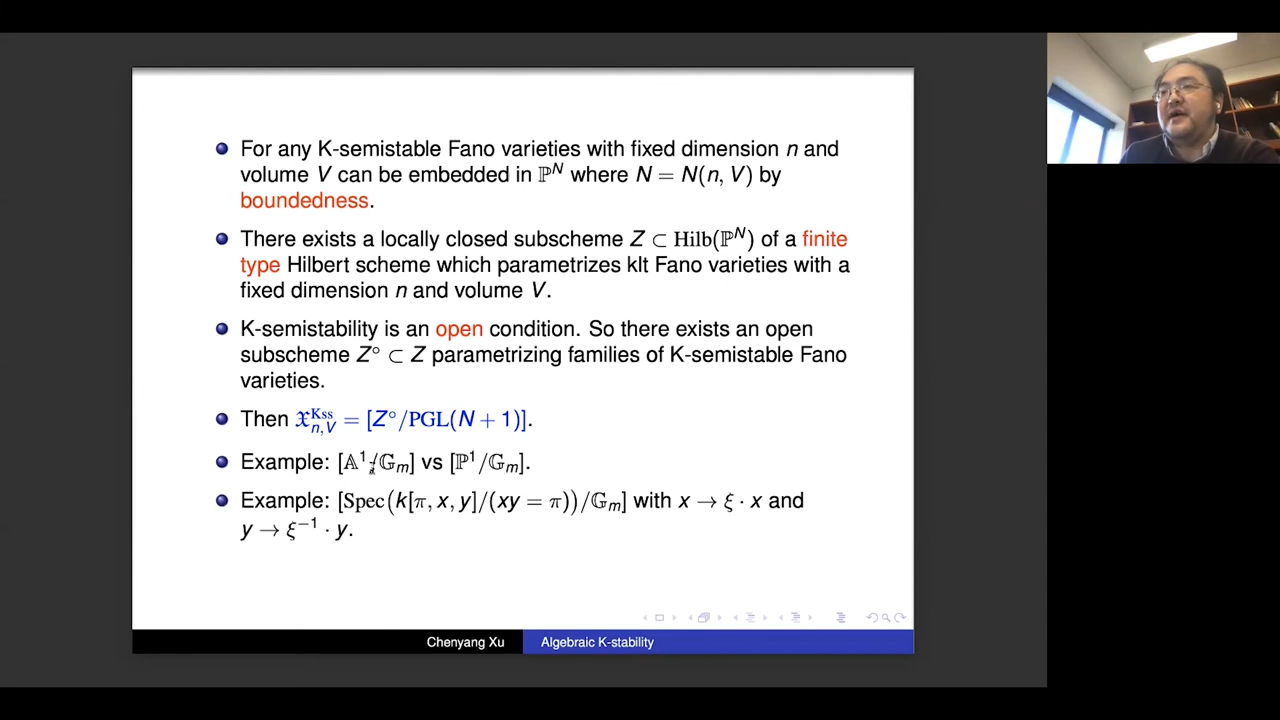 For any K-semistable Fano varieties with fixed dimension n and
volume V can be embedded in ℙ^N where N = N(n, V) by
boundedness.
There exists a locally closed subscheme Z ⊂ Hilb(ℙ^N) of a finite
type Hilbert scheme which parametrizes klt Fano varieties with a
fixed dimension n and volume V.
K-semistability is an open condition. So there exists an open
subscheme Z° ⊂ Z parametrizing families of K-semistable Fano
varieties.
Then 𝔛^{Kss}_{n,V} = [Z°/PGL(N + 1)].
Example: [𝔸^1/𝔾_m] vs [ℙ^1/𝔾_m].
Example: [Spec(k[π, x, y]/(xy = π))/𝔾_m] with x → ξ · x and
y → ξ^{−1} · y.
Chenyang Xu Algebraic K-stability